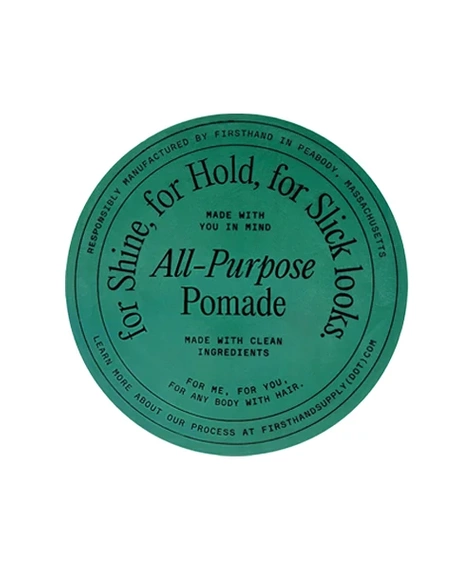 RESPONSIBLY MANUFACTURED BY FIRSTHAND IN PEABODY, MASSACHUSETTS
for Shine, for Hold, for Slick looks.
MADE WITH
YOU IN MIND
All-Purpose
Pomade
MADE WITH CLEAN
INGREDIENTS
FOR ME, FOR YOU,
FOR ANY BODY WITH HAIR.
LEARN MORE ABOUT OUR PROCESS AT FIRSTHANDSUPPLY(DOT)COM